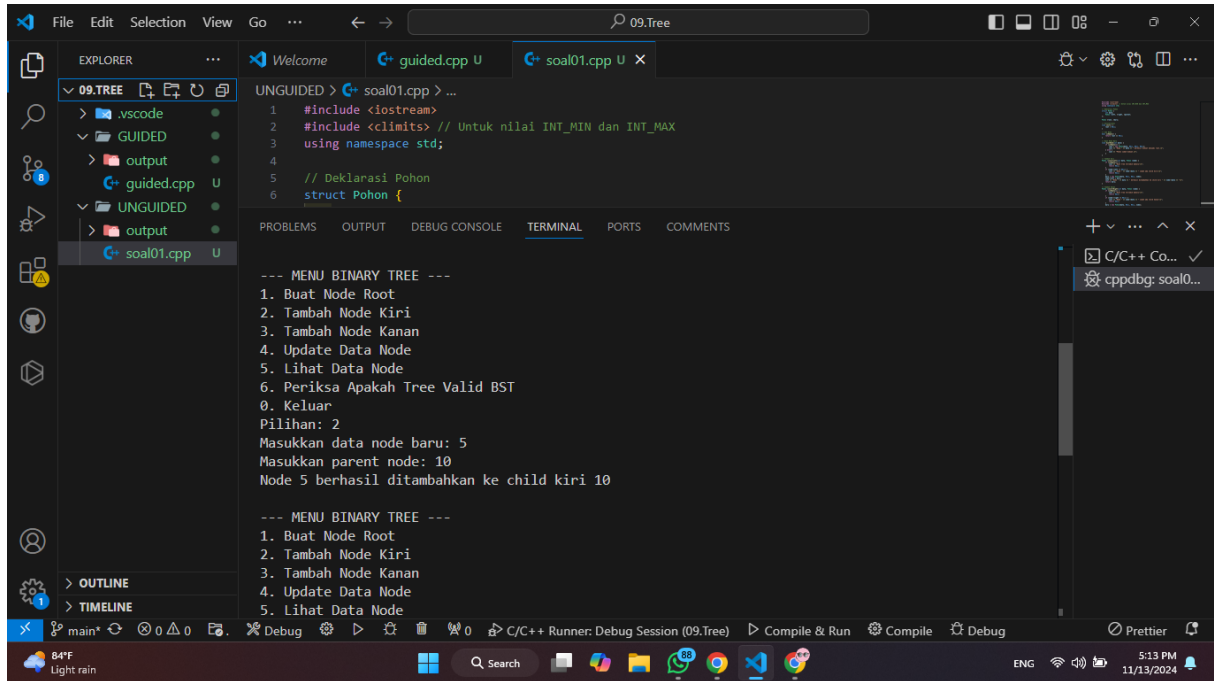 File Edit Selection View Go ··· 09.Tree
EXPLORER ··· Welcome guided.cpp U soal01.cpp U
09.TREE
.vscode
GUIDED
output
guided.cpp U
UNGUIDED
output
soal01.cpp U
OUTLINE
TIMELINE
UNGUIDED > soal01.cpp > ...
1 #include <iostream>
2 #include <climits> // Untuk nilai INT_MIN dan INT_MAX
3 using namespace std;
4
5 // Deklarasi Pohon
6 struct Pohon {
PROBLEMS OUTPUT DEBUG CONSOLE TERMINAL PORTS COMMENTS
C/C++ Co...
cppdbg: soal0...
--- MENU BINARY TREE ---
1. Buat Node Root
2. Tambah Node Kiri
3. Tambah Node Kanan
4. Update Data Node
5. Lihat Data Node
6. Periksa Apakah Tree Valid BST
0. Keluar
Pilihan: 2
Masukkan data node baru: 5
Masukkan parent node: 10
Node 5 berhasil ditambahkan ke child kiri 10
--- MENU BINARY TREE ---
1. Buat Node Root
2. Tambah Node Kiri
3. Tambah Node Kanan
4. Update Data Node
5. Lihat Data Node
8
1
main* 0 0 Debug 0 C/C++ Runner: Debug Session (09.Tree) Compile & Run Compile Debug Prettier
84°F
Light rain
Search
88
ENG
5:13 PM
11/13/2024